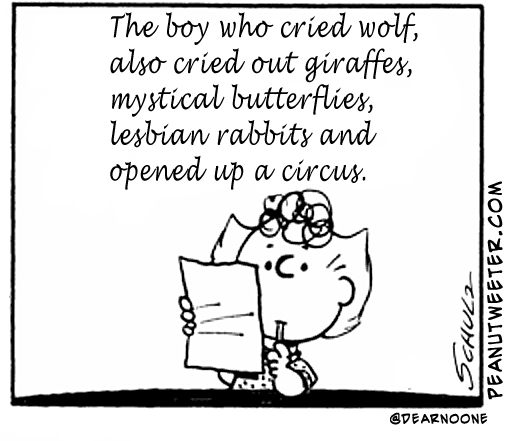 The boy who cried wolf,
also cried out giraffes,
mystical butterflies,
lesbian rabbits and
opened up a circus.
SCHULZ
PEANUTWEETER.COM
@DEARNOONE